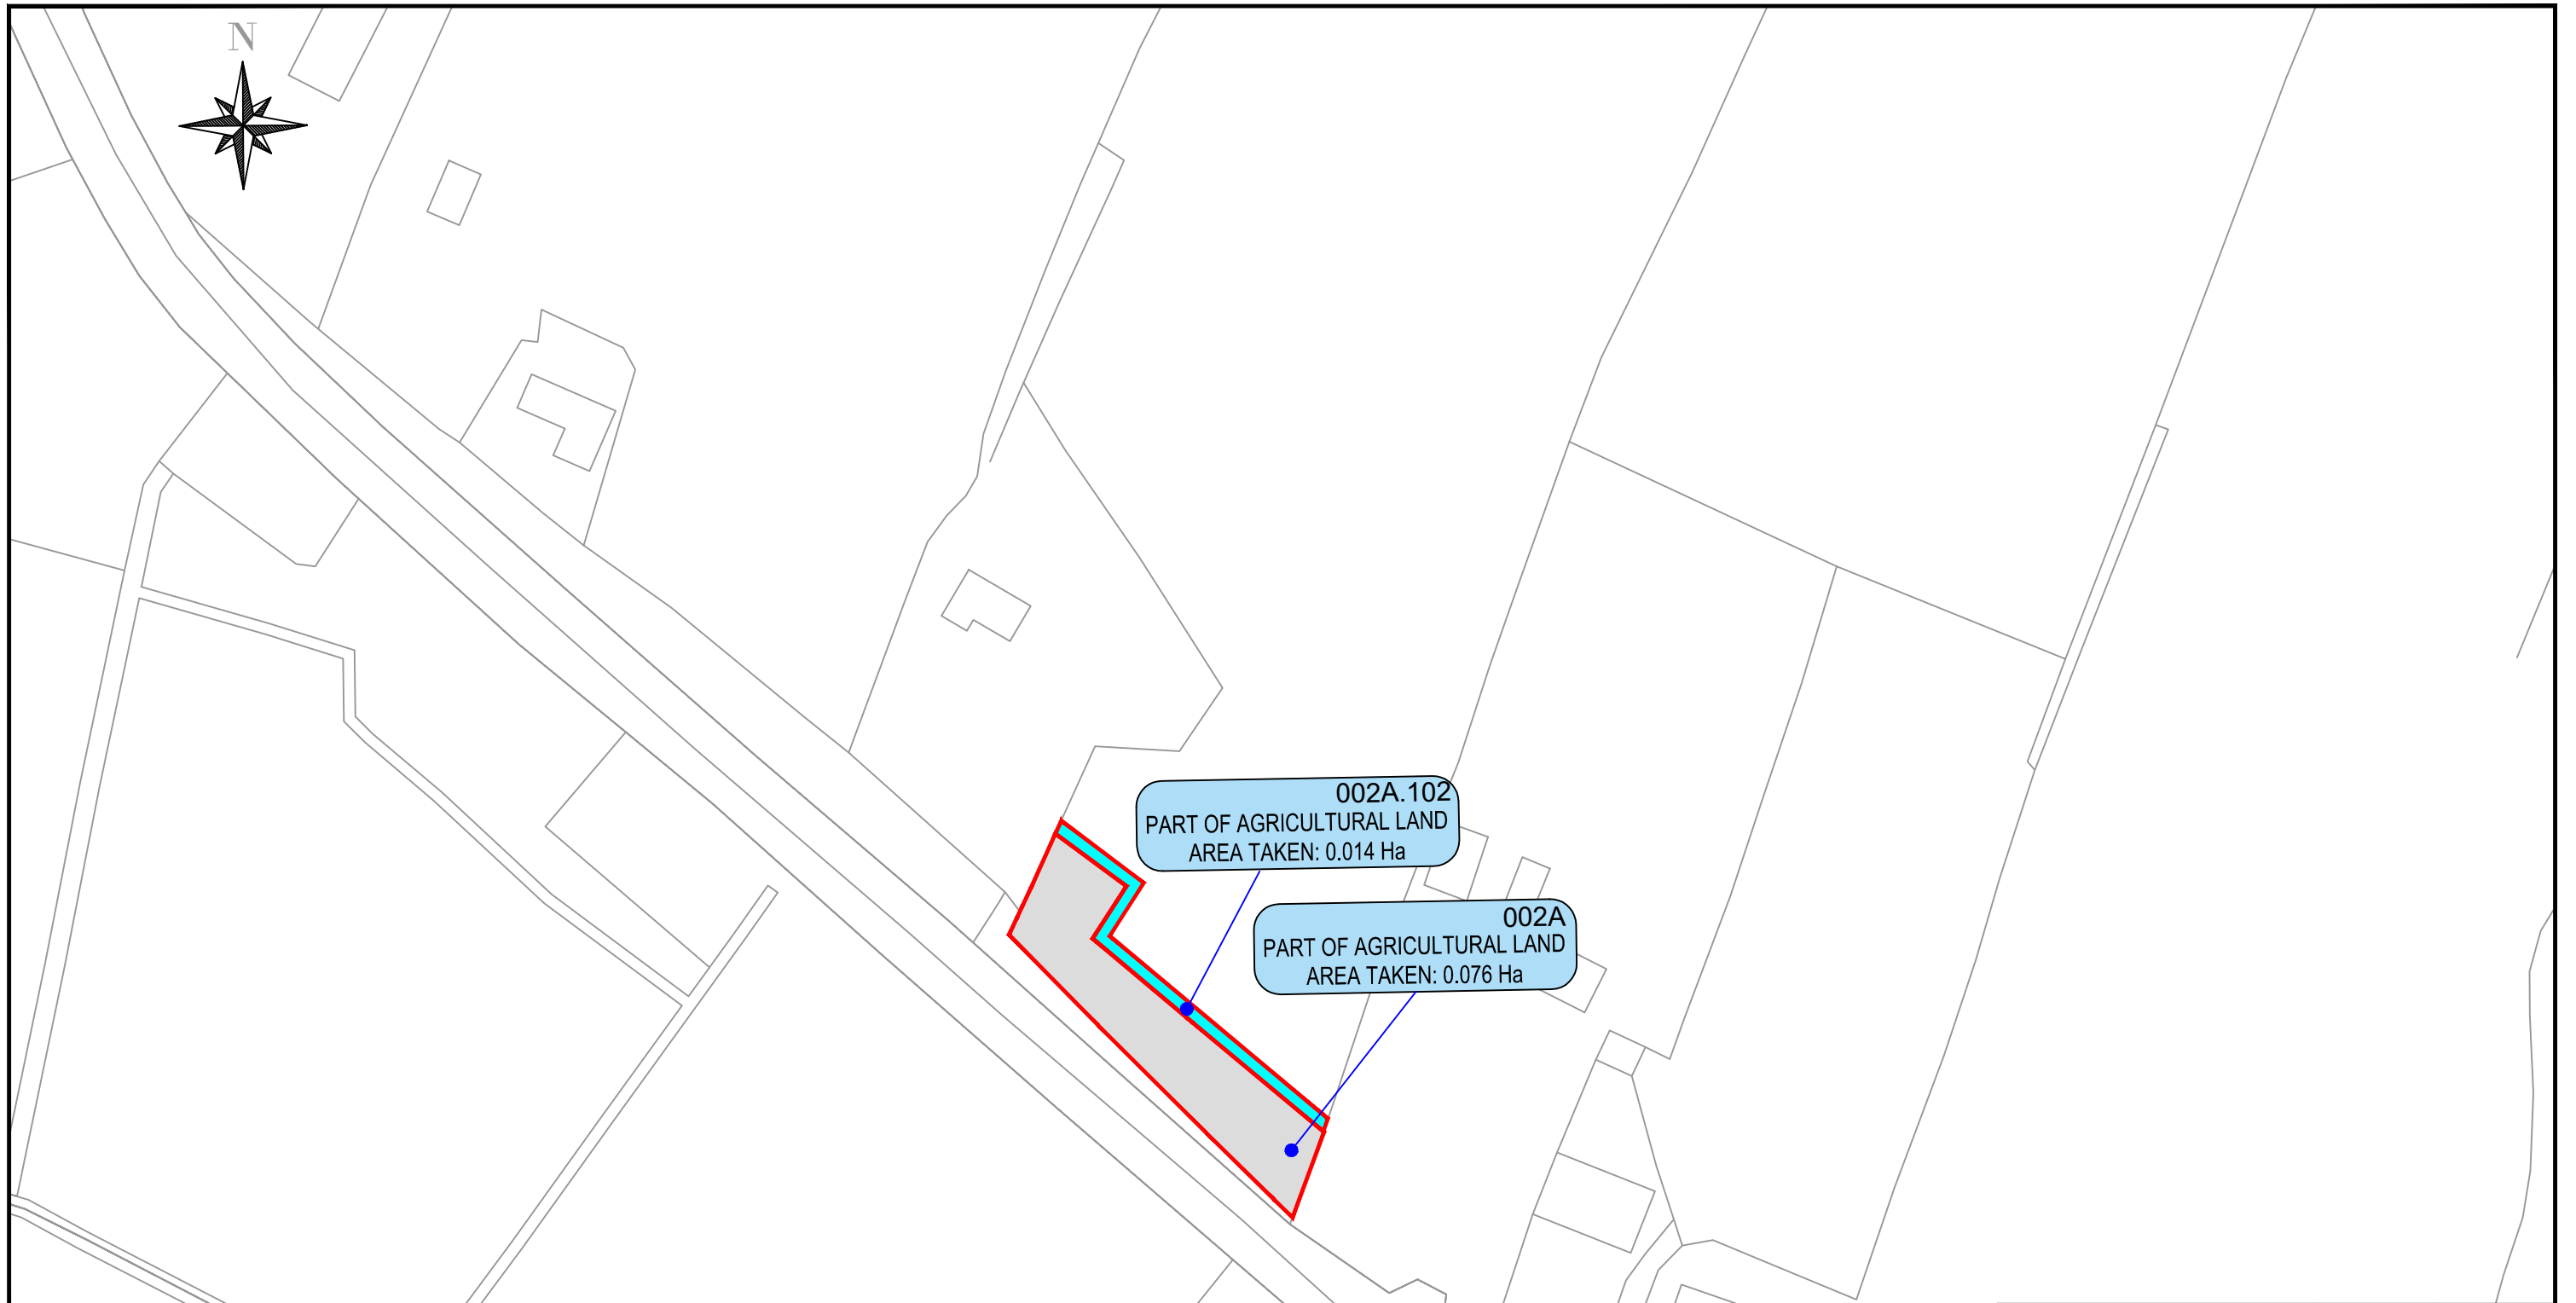 N
002A.102
PART OF AGRICULTURAL LAND
AREA TAKEN: 0.014 Ha
002A
PART OF AGRICULTURAL LAND
AREA TAKEN: 0.076 Ha